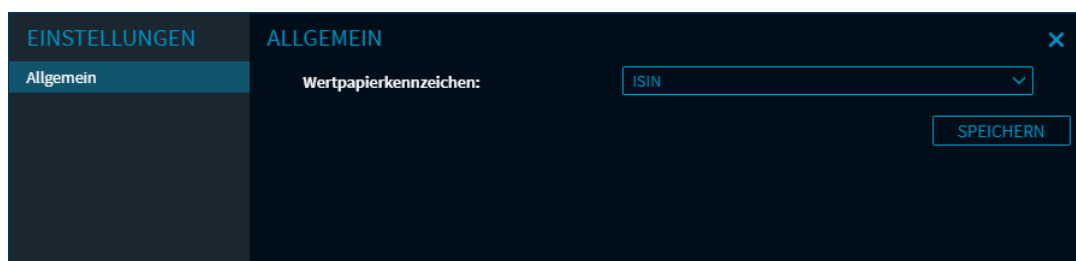 EINSTELLUNGEN
Allgemein
ALLGEMEIN
Wertpapierkennzeichen: ISIN
SPEICHERN